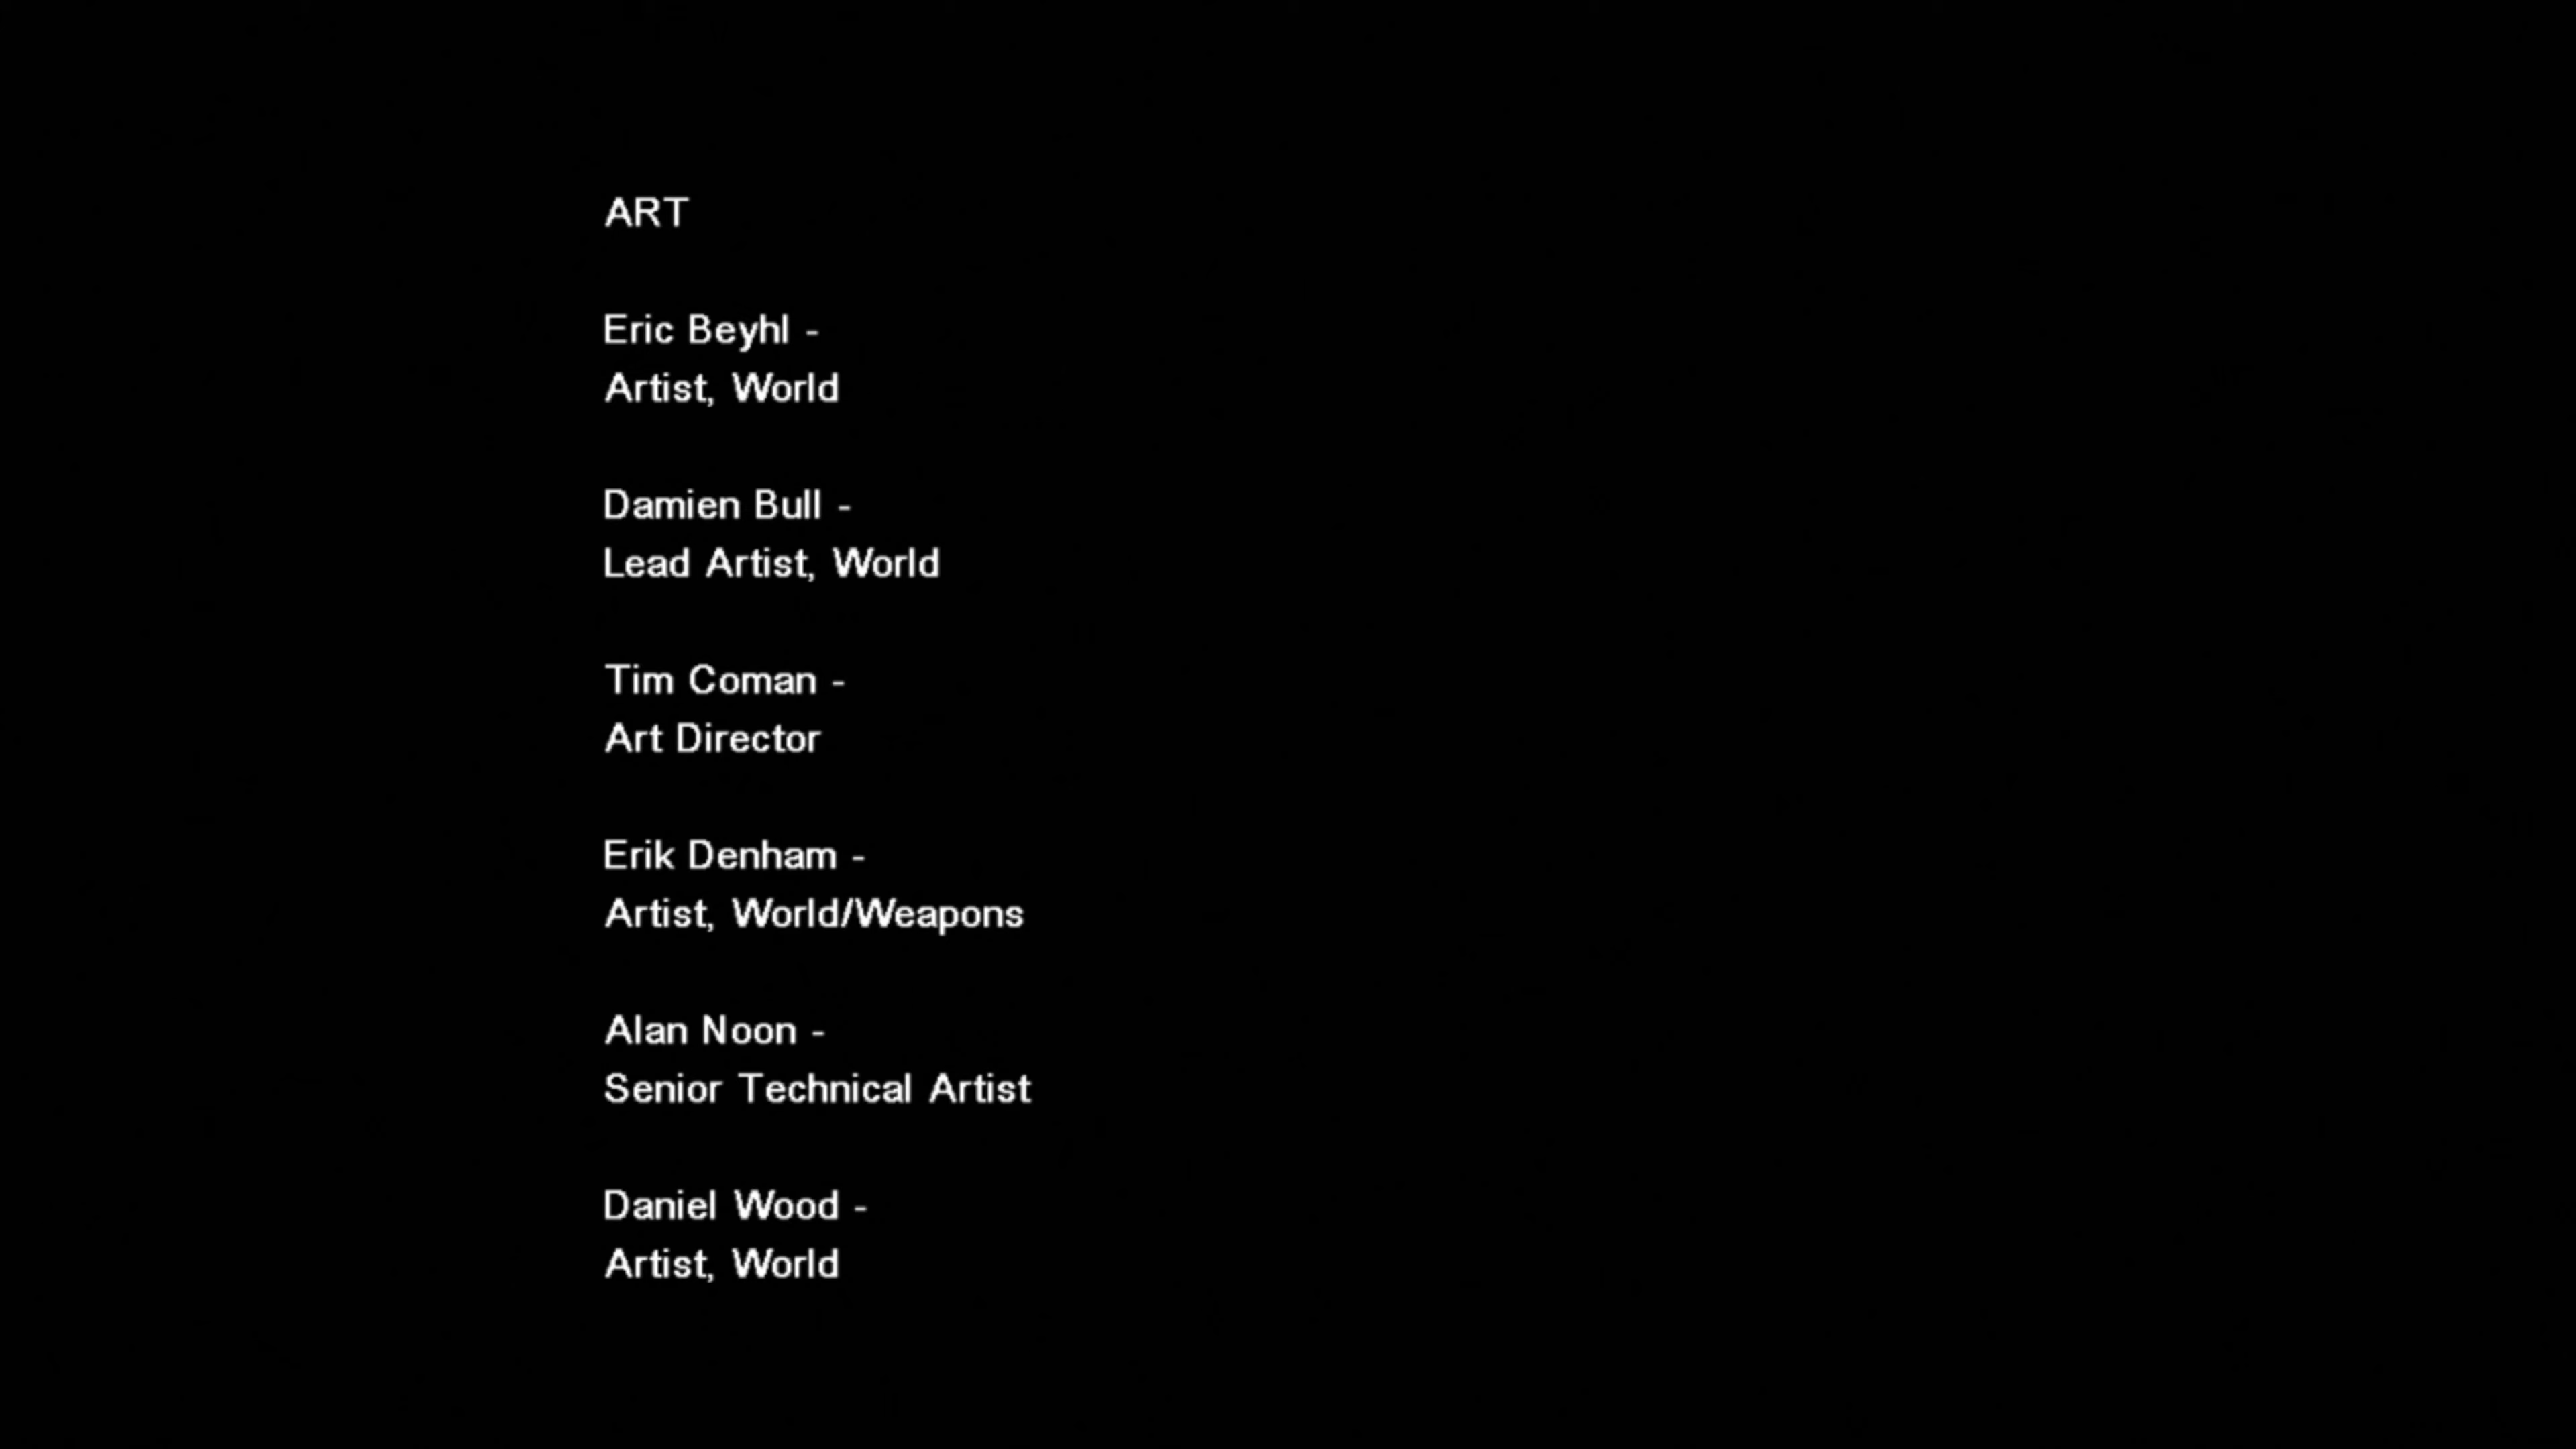 ART
Eric Beyhl -
Artist, World
Damien Bull -
Lead Artist, World
Tim Coman -
Art Director
Erik Denham -
Artist, World/Weapons
Alan Noon -
Senior Technical Artist
Daniel Wood -
Artist, World